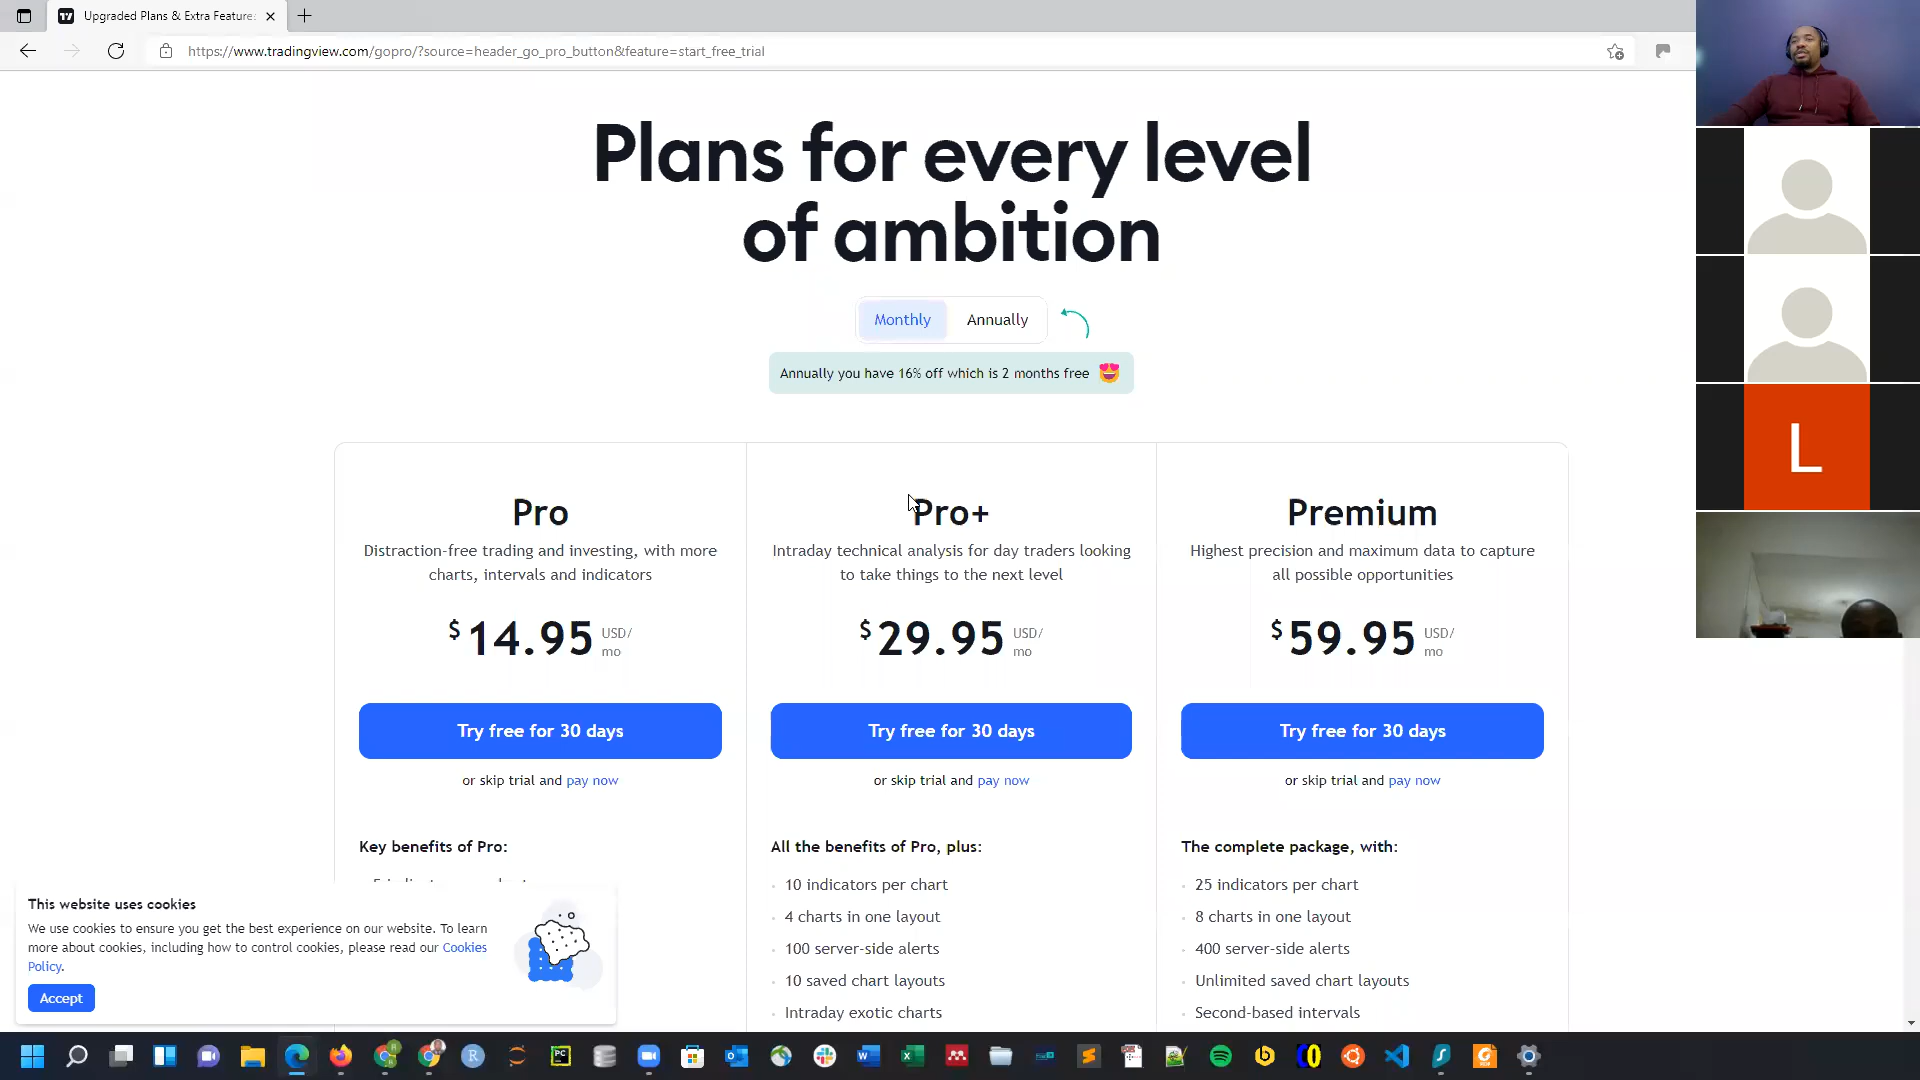 Upgraded Plans & Extra Feature
https://www.tradingview.com/gopro/?source=header_go_pro_button&feature=start_free_trial
Plans for every level
of ambition
Monthly Annually
Annually you have 16% off which is 2 months free
Pro
Distraction-free trading and investing, with more
charts, intervals and indicators
$14.95 USD/
mo
Try free for 30 days
or skip trial and pay now
Key benefits of Pro:
Pro+
Intraday technical analysis for day traders looking
to take things to the next level
$29.95 USD/
mo
Try free for 30 days
or skip trial and pay now
All the benefits of Pro, plus:
10 indicators per chart
4 charts in one layout
100 server-side alerts
10 saved chart layouts
Intraday exotic charts
Premium
Highest precision and maximum data to capture
all possible opportunities
$59.95 USD/
mo
Try free for 30 days
or skip trial and pay now
The complete package, with:
25 indicators per chart
8 charts in one layout
400 server-side alerts
Unlimited saved chart layouts
Second-based intervals
This website uses cookies
We use cookies to ensure you get the best experience on our website. To learn
more about cookies, including how to control cookies, please read our Cookies
Policy.
Accept
L